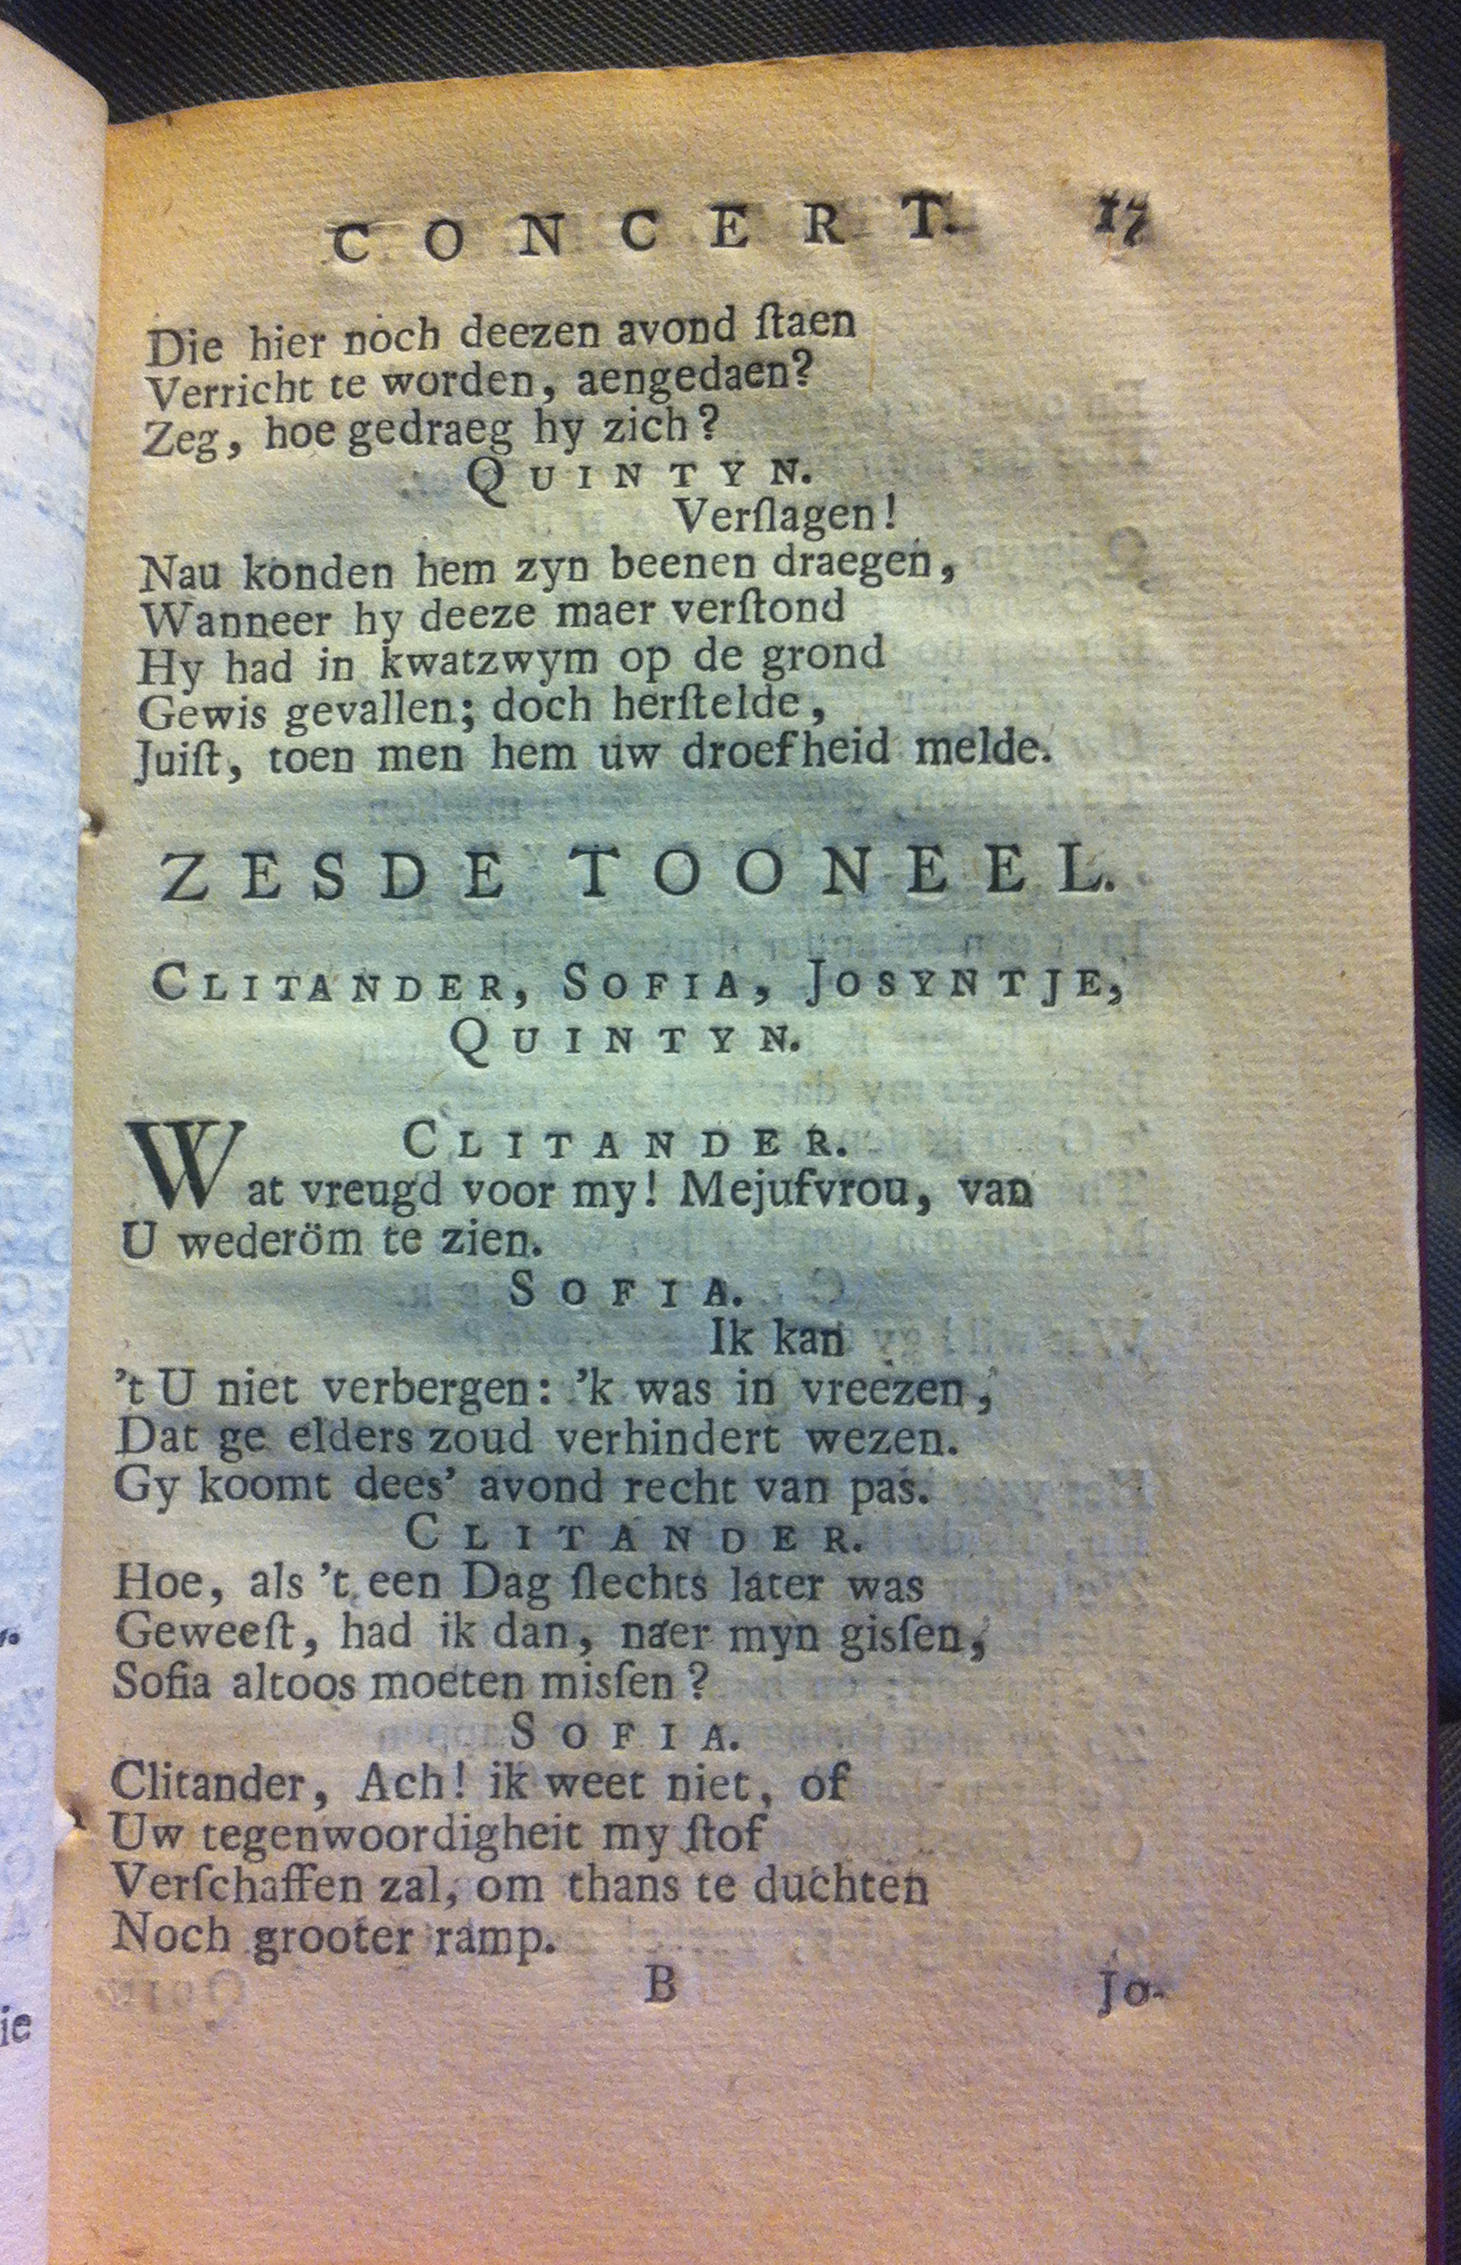 CONCERT. 17
Die hier noch deezen avond ſtaen
Verricht te worden, aengedaen?
Zeg, hoe gedraeg hy zich?
QUINTYN.
Verſlagen!
Nau konden hem zyn beenen draegen,
Wanneer hy deeze maer verſtond
Hy had in kwatzwym op de grond
Gewis gevallen; doch herſtelde,
Juiſt, toen men hem uw droefheid melde.
ZESDE TOONEEL.
CLITANDER, SOFIA, JOSYNTJE,
QUINTYN.
CLITANDER.
Wat vreugd voor my! Mejufvrou, van
U wederöm te zien.
SOFIA.
Ik kan
't U niet verbergen: 'k was in vreezen,
Dat ge elders zoud verhindert wezen.
Gy koomt dees' avond recht van pas.
CLITANDER.
Hoe, als 't een Dag ſlechts later was
Geweeſt, had ik dan, naer myn gisſen,
Sofia altoos moeten misſen?
SOFIA.
Clitander, Ach! ik weet niet, of
Uw tegenwoordigheit my ſtof
Verſchaffen zal, om thans te duchten
Noch grooter ramp.
B Jo-
ie